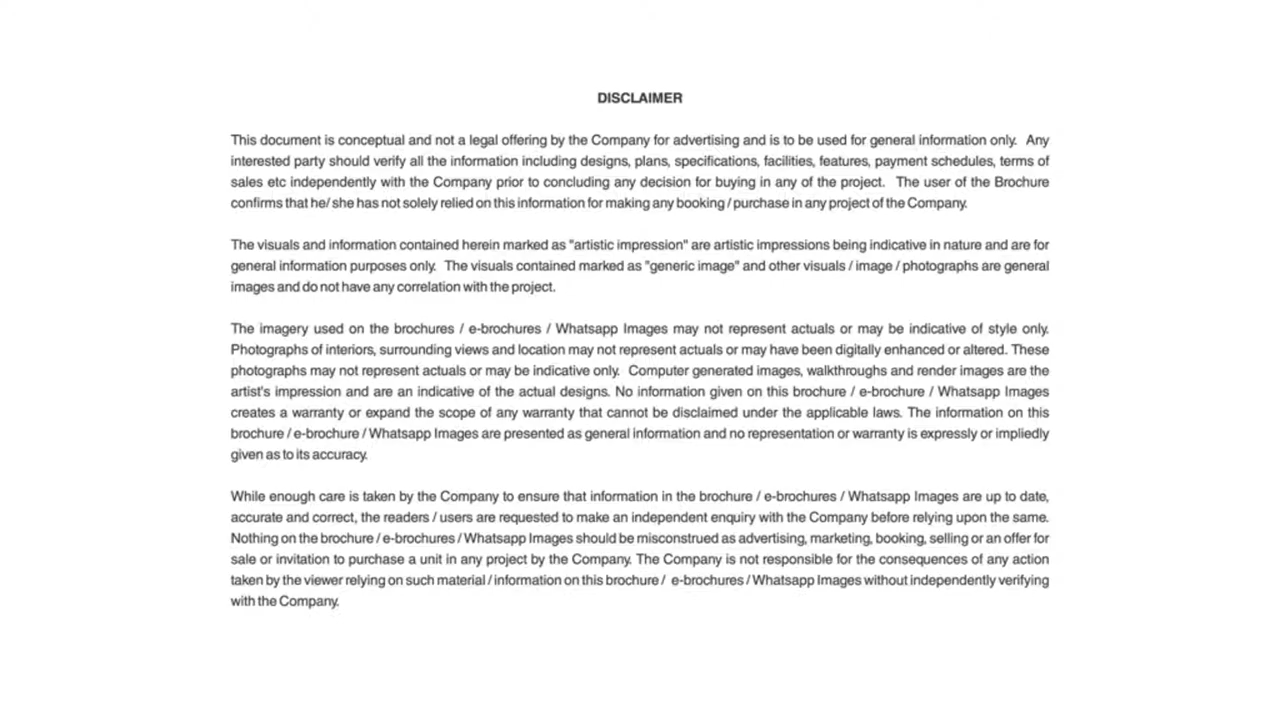 DISCLAIMER
This document is conceptual and not a legal offering by the Company for advertising and is to be used for general information only. Any
interested party should verify all the information including designs, plans, specifications, facilities, features, payment schedules, terms of
sales etc independently with the Company prior to concluding any decision for buying in any of the project. The user of the Brochure
confirms that he/ she has not solely relied on this information for making any booking / purchase in any project of the Company.
The visuals and information contained herein marked as "artistic impression" are artistic impressions being indicative in nature and are for
general information purposes only. The visuals contained marked as "generic image" and other visuals / image / photographs are general
images and do not have any correlation with the project.
The imagery used on the brochures / e-brochures / Whatsapp Images may not represent actuals or may be indicative of style only.
Photographs of interiors, surrounding views and location may not represent actuals or may have been digitally enhanced or altered. These
photographs may not represent actuals or may be indicative only. Computer generated images, walkthroughs and render images are the
artist's impression and are an indicative of the actual designs. No information given on this brochure / e-brochure / Whatsapp Images
creates a warranty or expand the scope of any warranty that cannot be disclaimed under the applicable laws. The information on this
brochure / e-brochure / Whatsapp Images are presented as general information and no representation or warranty is expressly or impliedly
given as to its accuracy.
While enough care is taken by the Company to ensure that information in the brochure / e-brochures / Whatsapp Images are up to date,
accurate and correct, the readers / users are requested to make an independent enquiry with the Company before relying upon the same.
Nothing on the brochure / e-brochures / Whatsapp Images should be misconstrued as advertising, marketing, booking, selling or an offer for
sale or invitation to purchase a unit in any project by the Company. The Company is not responsible for the consequences of any action
taken by the viewer relying on such material / information on this brochure / e-brochures / Whatsapp Images without independently verifying
with the Company.